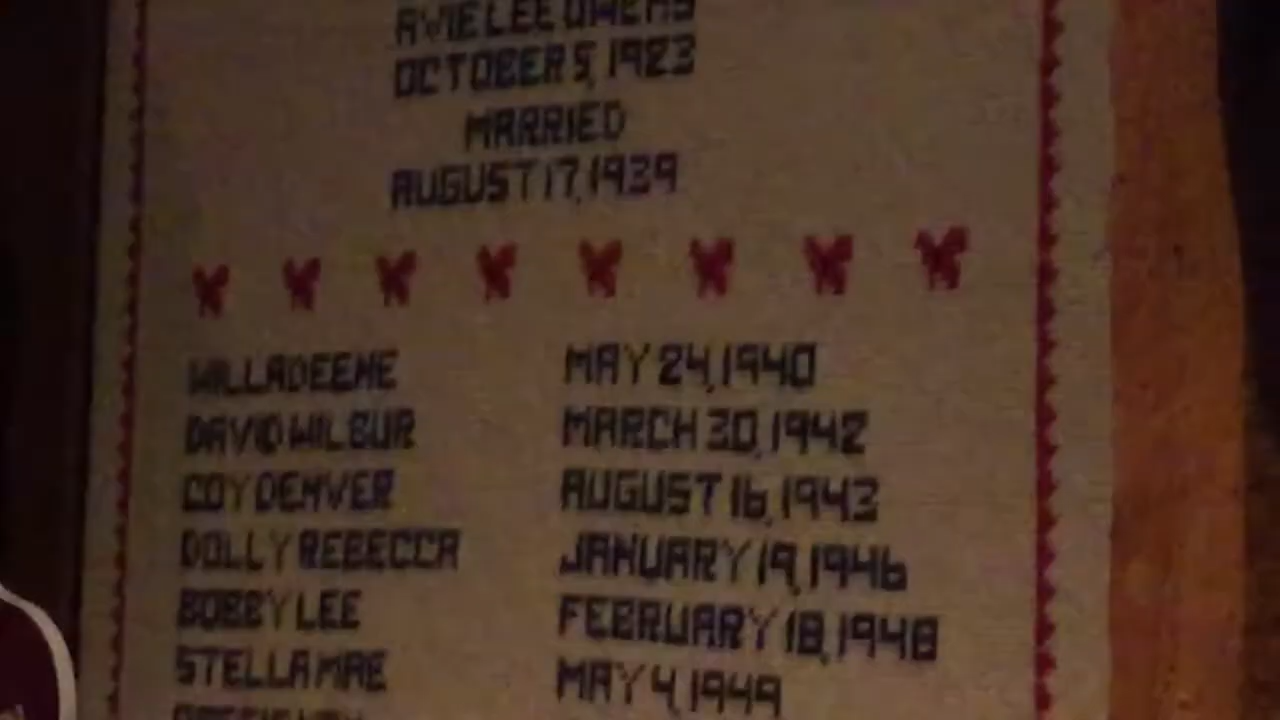 AVIE LEE OWENS
OCTOBER 5, 1923
MARRIED
AUGUST 17, 1939
WILLADEENE MAY 24, 1940
DAVID WILBUR MARCH 30, 1942
COY DENVER AUGUST 16, 1943
DOLLY REBECCA JANUARY 19, 1946
BOBBY LEE FEBRUARY 18, 1948
STELLA MAE MAY 4, 1949